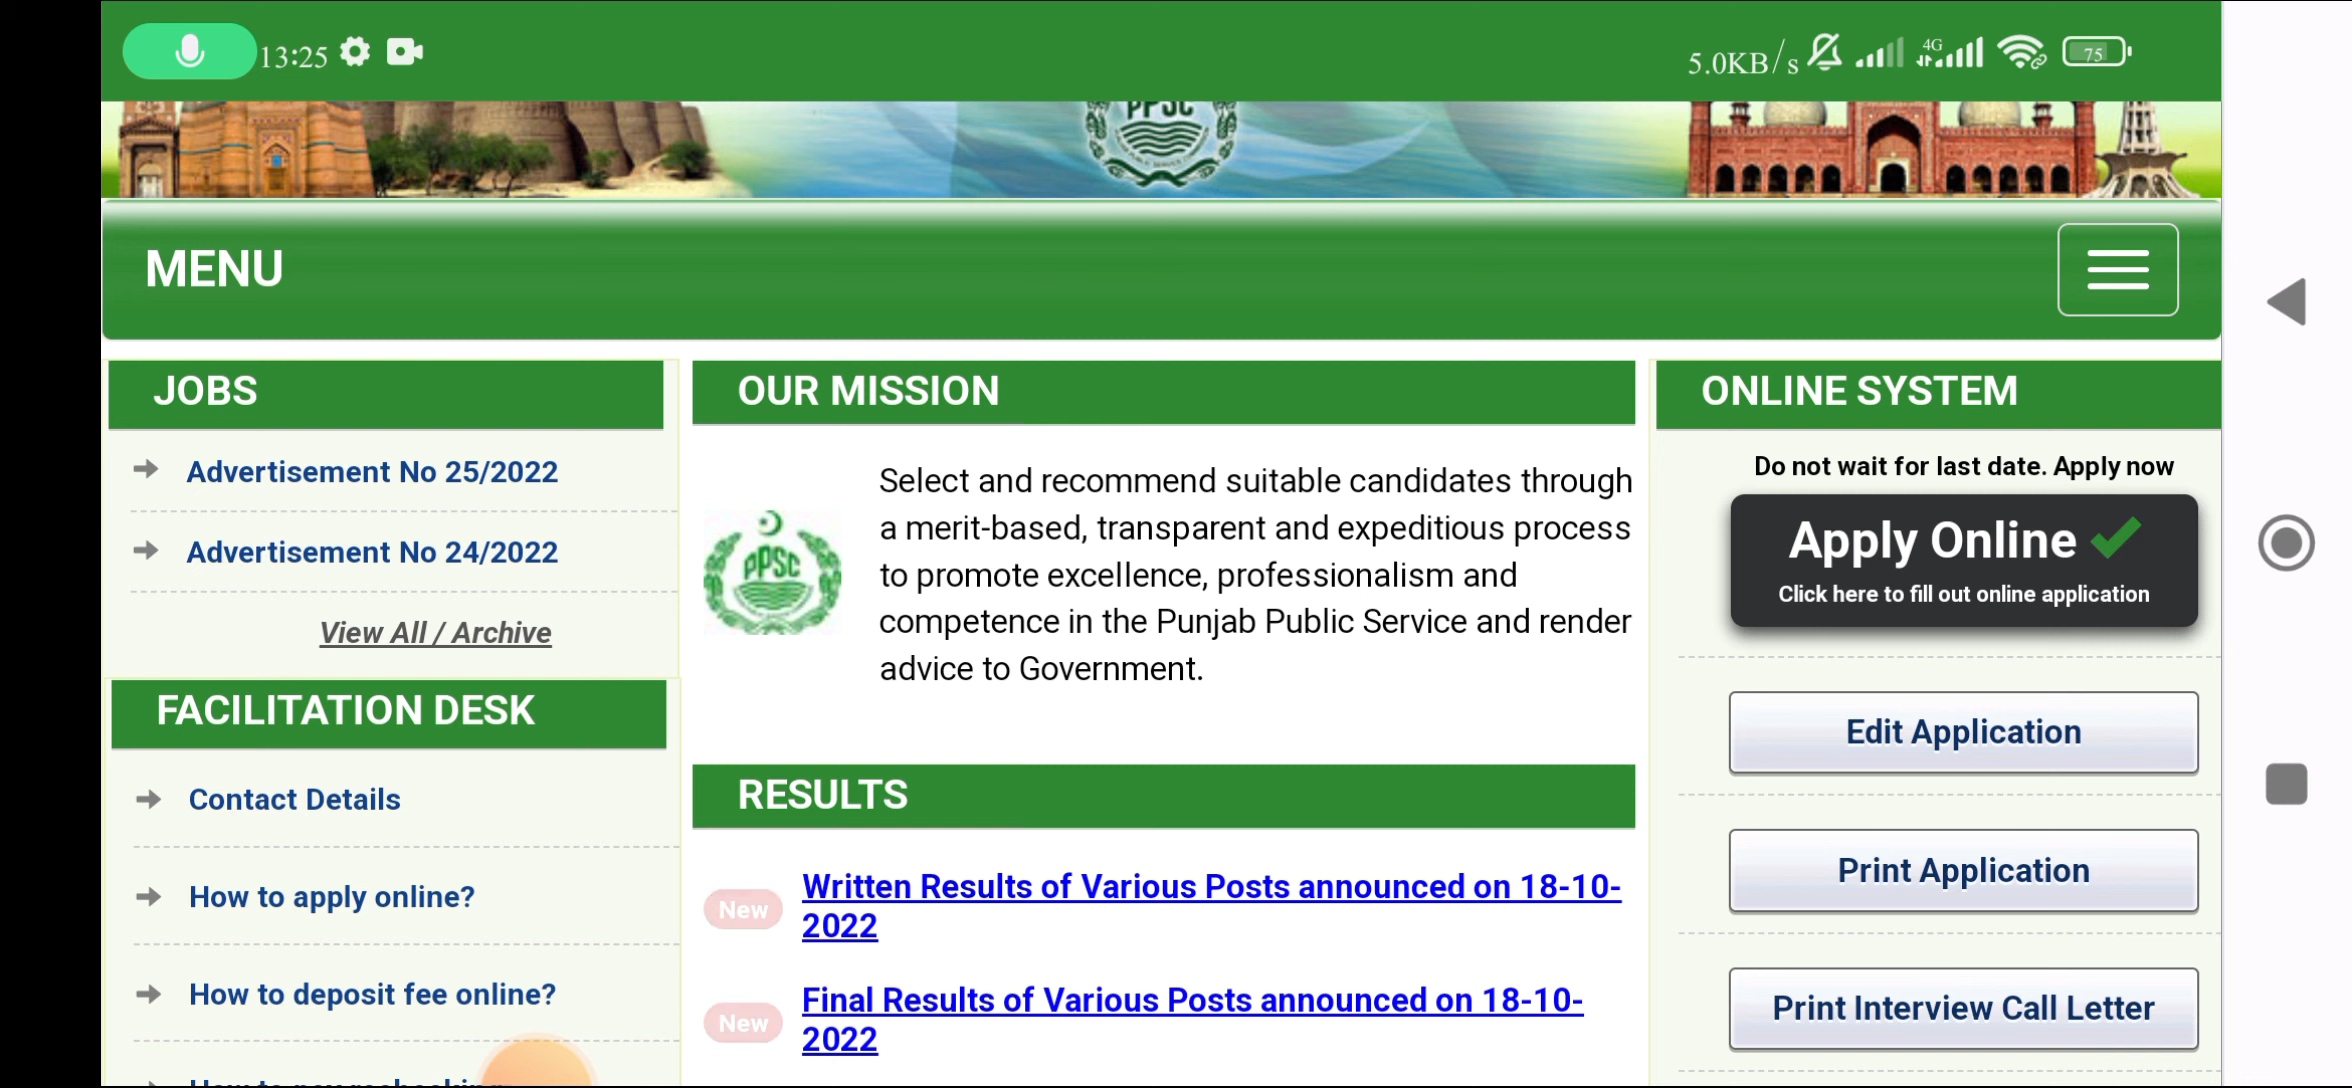 13:25
5.0KB/s
4G
75
PPSC
MENU
JOBS
Advertisement No 25/2022
Advertisement No 24/2022
View All / Archive
FACILITATION DESK
Contact Details
How to apply online?
How to deposit fee online?
OUR MISSION
PPSC
Select and recommend suitable candidates through
a merit-based, transparent and expeditious process
to promote excellence, professionalism and
competence in the Punjab Public Service and render
advice to Government.
RESULTS
New
Written Results of Various Posts announced on 18-10-
2022
New
Final Results of Various Posts announced on 18-10-
2022
ONLINE SYSTEM
Do not wait for last date. Apply now
Apply Online
Click here to fill out online application
Edit Application
Print Application
Print Interview Call Letter